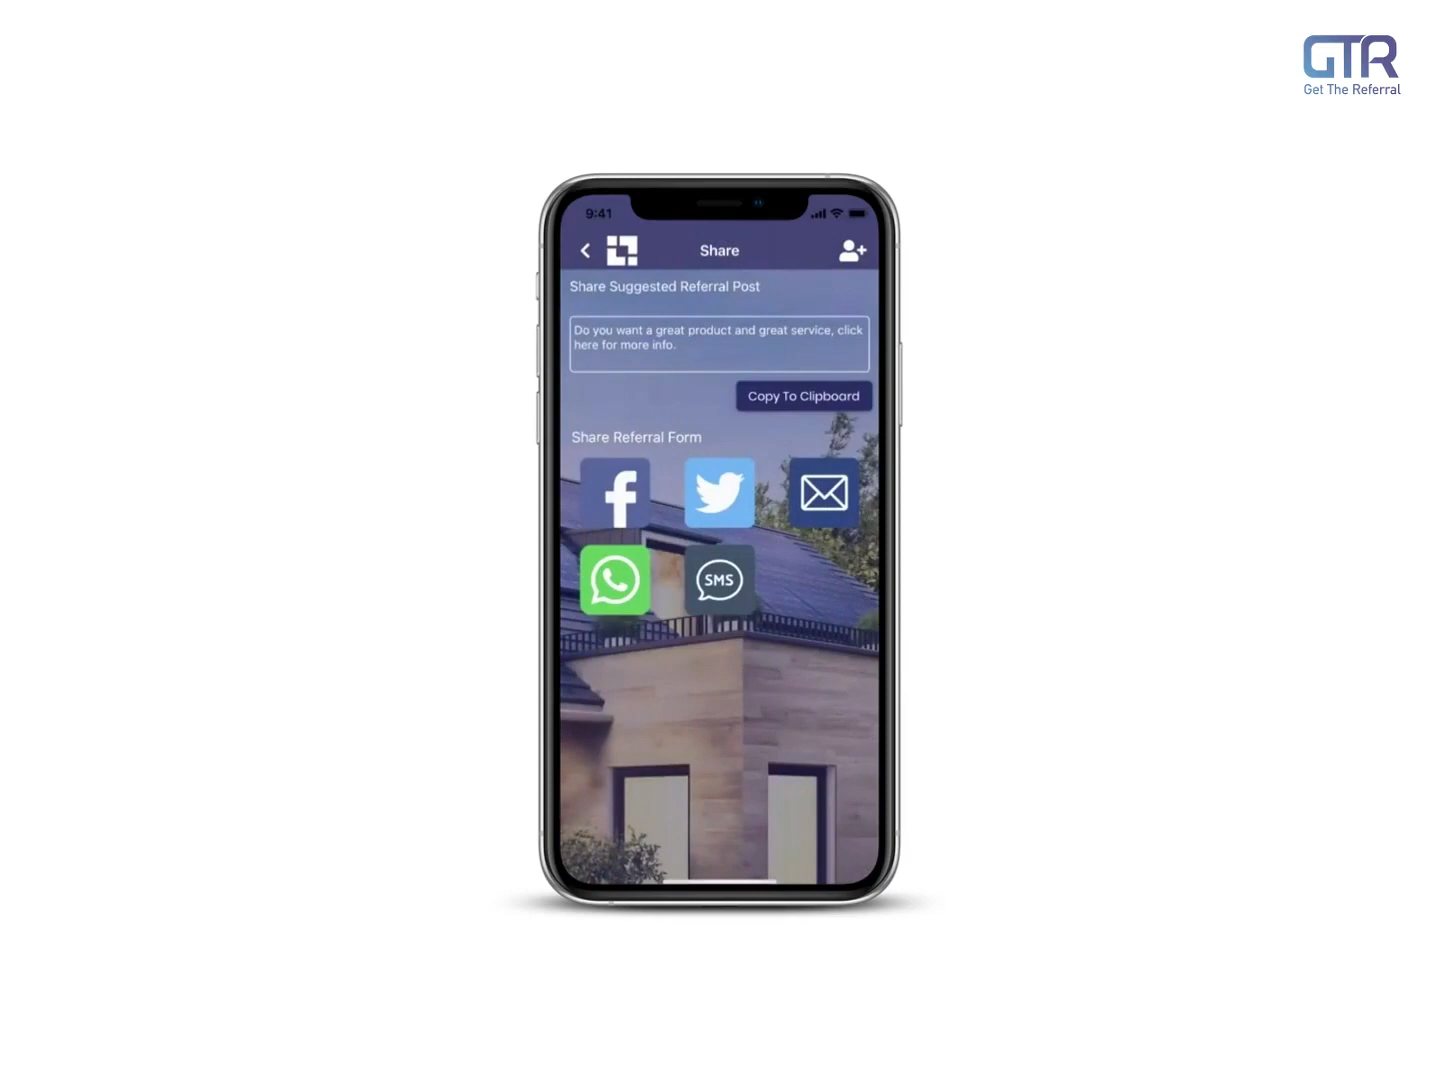 GTR
Get The Referral
9:41
Share
Share Suggested Referral Post
Do you want a great product and great service, click
here for more info.
Copy To Clipboard
Share Referral Form
f
SMS